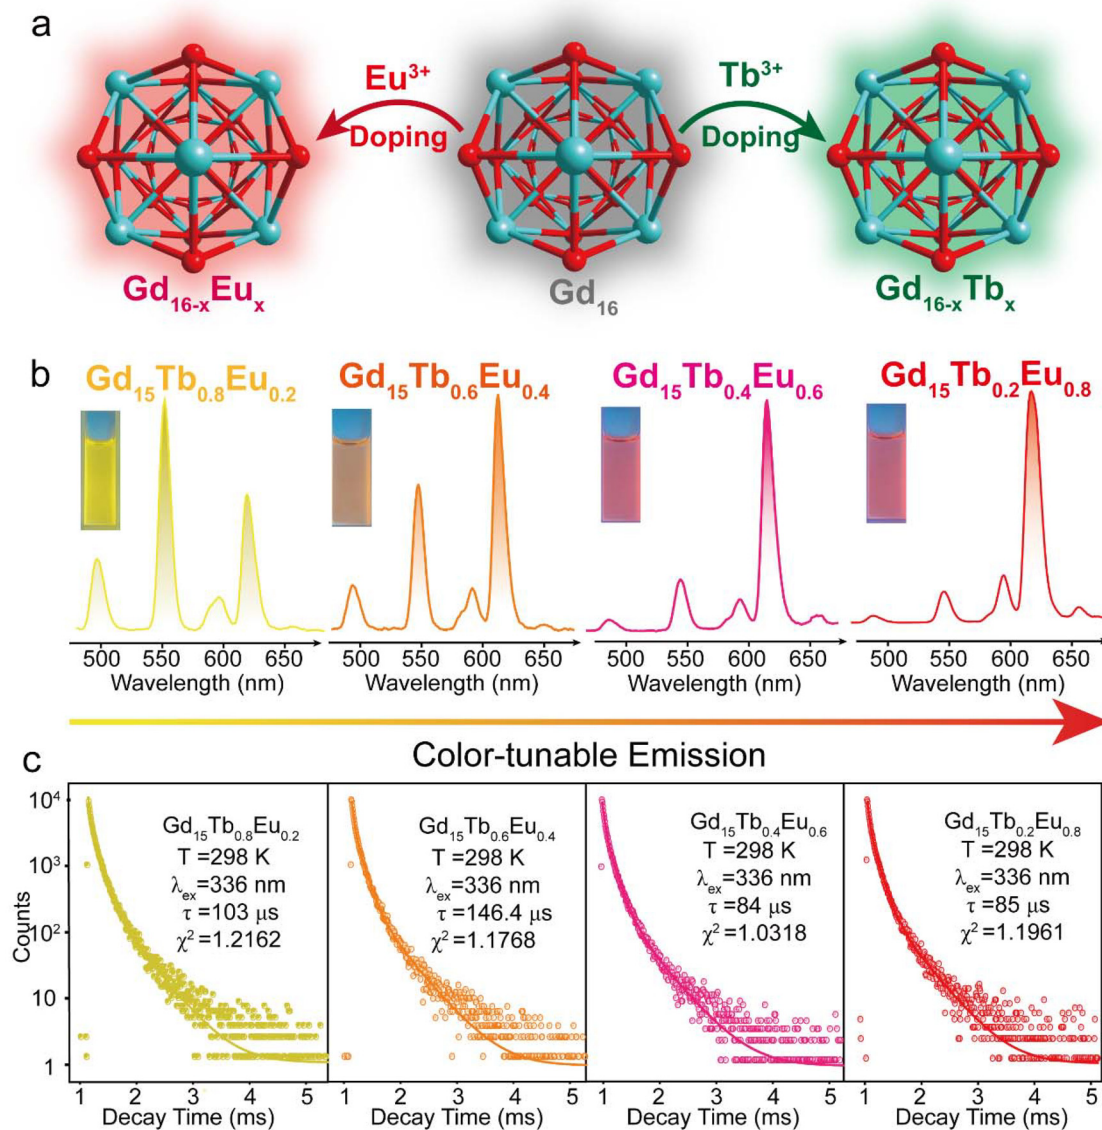 a
Eu³⁺
Doping
Tb³⁺
Doping
Gd₁₆₋ₓEuₓ
Gd₁₆
Gd₁₆₋ₓTbₓ
b
Gd₁₅Tb₀.₈Eu₀.₂
Gd₁₅Tb₀.₆Eu₀.₄
Gd₁₅Tb₀.₄Eu₀.₆
Gd₁₅Tb₀.₂Eu₀.₈
500 550 600 650
500 550 600 650
500 550 600 650
500 550 600 650
Wavelength (nm)
Wavelength (nm)
Wavelength (nm)
Wavelength (nm)
Color-tunable Emission
c
Counts
10⁴
10³
10²
10
1
Gd₁₅Tb₀.₈Eu₀.₂
T =298 K
λₑₓ=336 nm
τ =103 μs
χ²=1.2162
Gd₁₅Tb₀.₆Eu₀.₄
T =298 K
λₑₓ=336 nm
τ =146.4 μs
χ²=1.1768
Gd₁₅Tb₀.₄Eu₀.₆
T =298 K
λₑₓ=336 nm
τ =84 μs
χ²=1.0318
Gd₁₅Tb₀.₂Eu₀.₈
T =298 K
λₑₓ=336 nm
τ =85 μs
χ²=1.1961
1 2 3 4 5
1 2 3 4 5
1 2 3 4 5
1 2 3 4 5
Decay Time (ms)
Decay Time (ms)
Decay Time (ms)
Decay Time (ms)